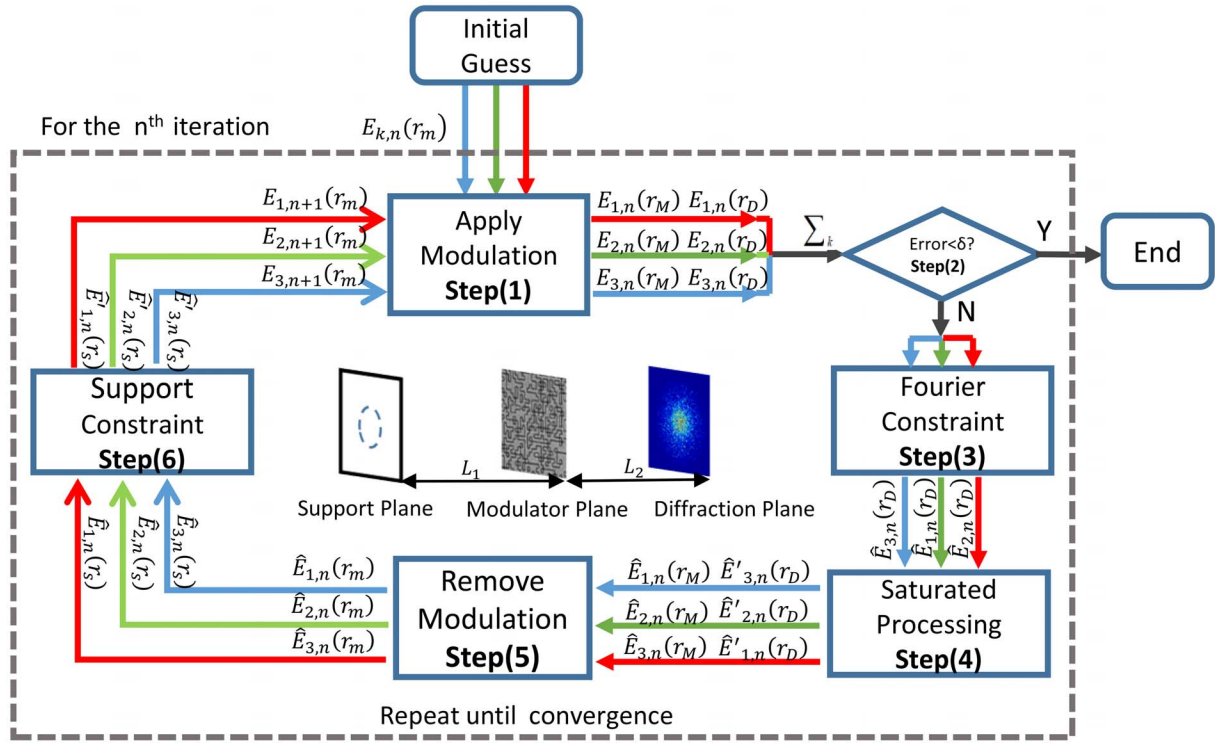 Initial
Guess
For the nᵗʰ iteration
E_{k,n}(r_m)
E_{1,n+1}(r_m)
E_{2,n+1}(r_m)
E_{3,n+1}(r_m)
Apply
Modulation
Step(1)
E_{1,n}(r_M) E_{1,n}(r_D)
E_{2,n}(r_M) E_{2,n}(r_D)
E_{3,n}(r_M) E_{3,n}(r_D)
∑_k
Error<δ?
Step(2)
Y
End
N
Ê'_{1,n}(r_s)
Ê'_{2,n}(r_s)
Ê'_{3,n}(r_s)
Support
Constraint
Step(6)
L_1
L_2
Support Plane
Modulator Plane
Diffraction Plane
Fourier
Constraint
Step(3)
Ê_{3,n}(r_D)
Ê_{1,n}(r_D)
Ê_{2,n}(r_D)
Ê_{1,n}(r_s)
Ê_{2,n}(r_s)
Ê_{3,n}(r_s)
Ê_{1,n}(r_m)
Ê_{2,n}(r_m)
Ê_{3,n}(r_m)
Remove
Modulation
Step(5)
Ê_{1,n}(r_M) Ê'_{3,n}(r_D)
Ê_{2,n}(r_M) Ê'_{2,n}(r_D)
Ê_{3,n}(r_M) Ê'_{1,n}(r_D)
Saturated
Processing
Step(4)
Repeat until convergence